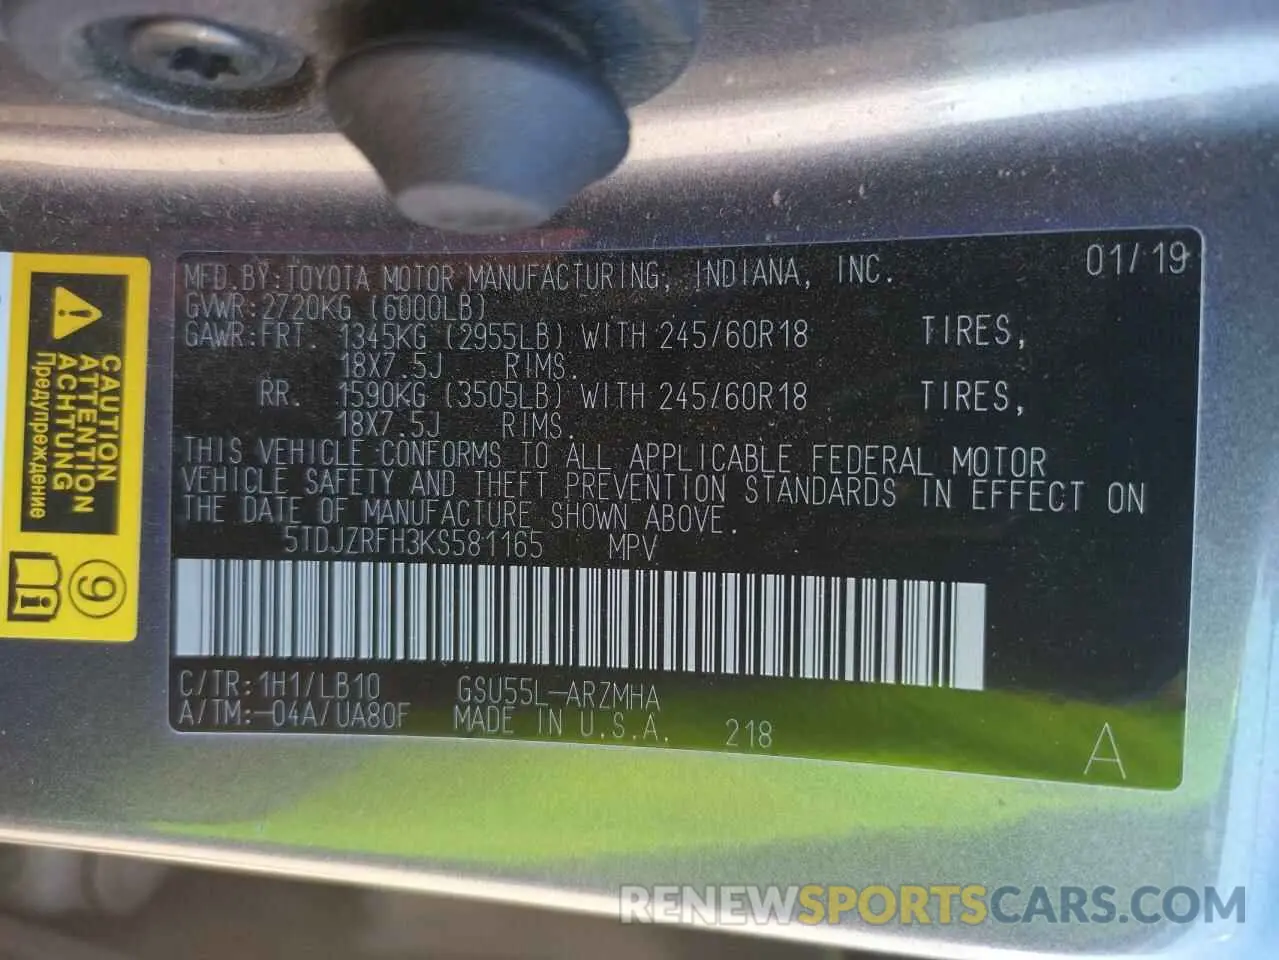 MFD.BY:TOYOTA MOTOR MANUFACTURING, INDIANA, INC. 01/19
GVWR:2720KG (6000LB)
GAWR:FRT. 1345KG (2955LB) WITH 245/60R18 TIRES,
18X7.5J RIMS.
RR. 1590KG (3505LB) WITH 245/60R18 TIRES,
18X7.5J RIMS.
THIS VEHICLE CONFORMS TO ALL APPLICABLE FEDERAL MOTOR
VEHICLE SAFETY AND THEFT PREVENTION STANDARDS IN EFFECT ON
THE DATE OF MANUFACTURE SHOWN ABOVE.
5TDJZRFH3KS581165 MPV
C/TR:1H1/LB10 GSU55L-ARZMHA
A/TM:-04A/UA80F MADE IN U.S.A. 218 A
CAUTION
ATTENTION
ACHTUNG
Предупреждение
9
RENEWSPORTSCARS.COM